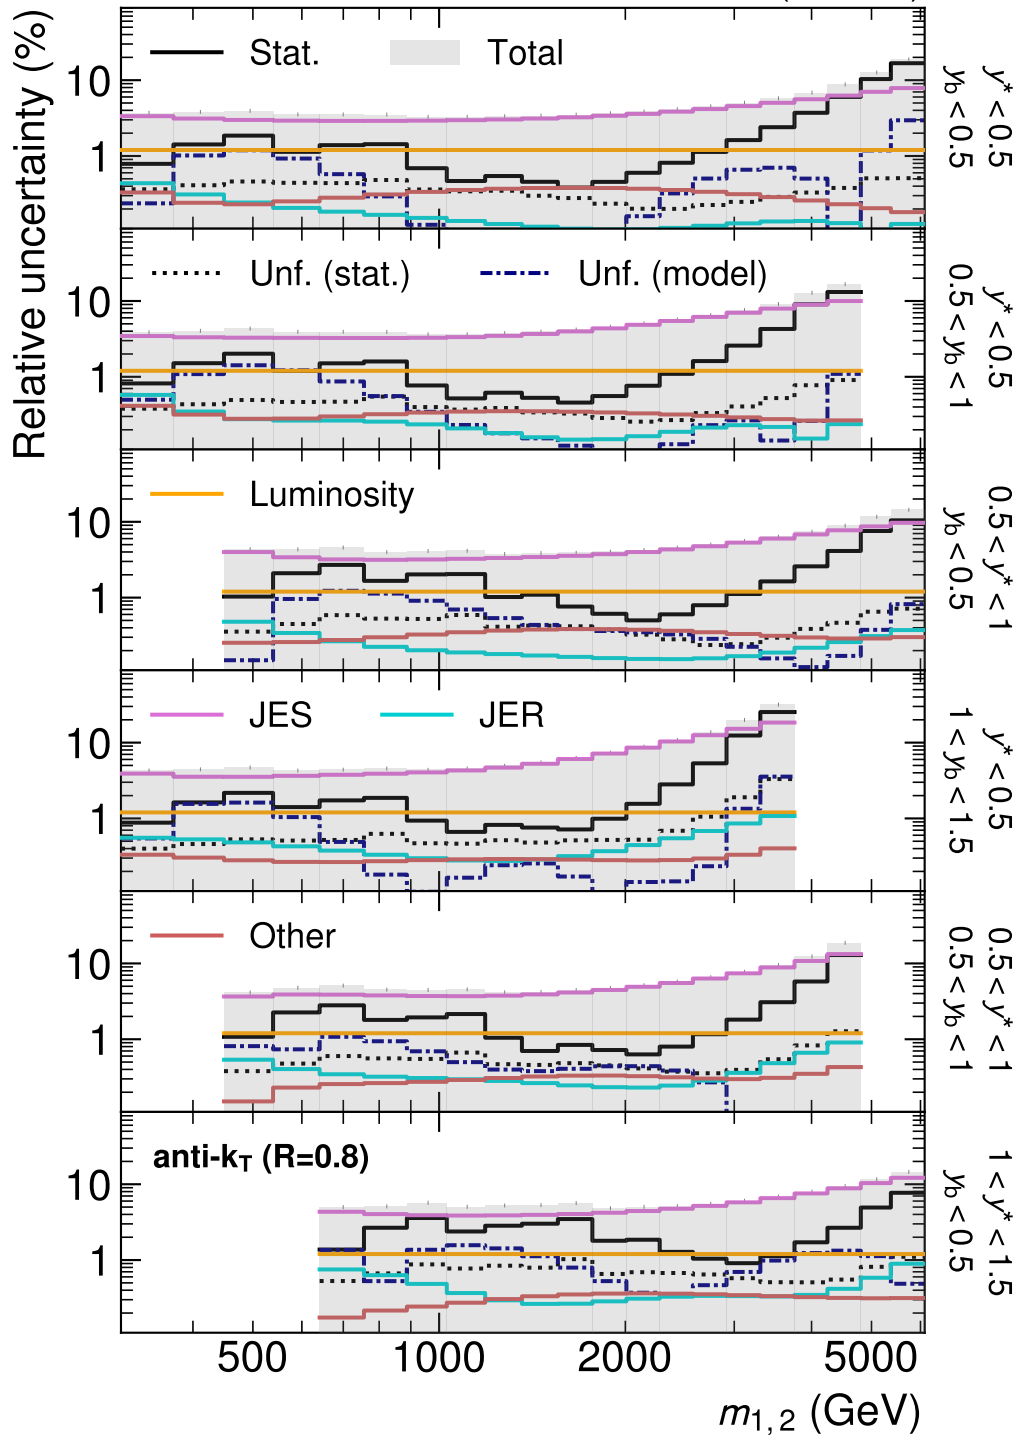 Relative uncertainty (%)
Stat.
Total
10
1
y* < 0.5
y_b < 0.5
Unf. (stat.)
Unf. (model)
10
1
y* < 0.5
0.5 < y_b < 1
Luminosity
10
1
0.5 < y* < 1
y_b < 0.5
JES
JER
10
1
y* < 0.5
1 < y_b < 1.5
Other
10
1
0.5 < y* < 1
0.5 < y_b < 1
anti-k_T (R=0.8)
10
1
1 < y* < 1.5
y_b < 0.5
500 1000 2000 5000
m_{1, 2} (GeV)